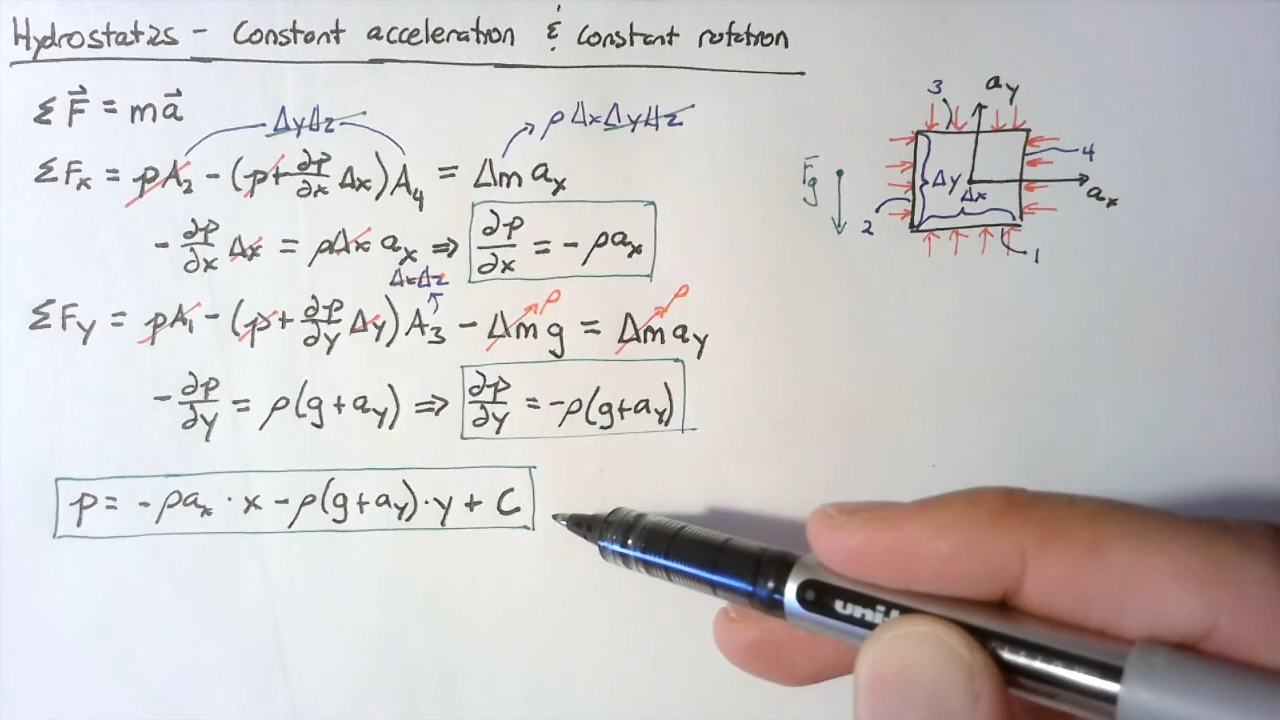 Hydrostatics - Constant acceleration & constant rotation
ΣF⃗ = ma⃗
ΔyΔz
ρΔxΔyΔz
ΣFx = pA2 - (p + ∂p/∂x Δx)A4 = Δm ax
-∂p/∂x Δx = ρΔx ax ⇒ ∂p/∂x = -ρax
ΔxΔz
ρ
ρ
ΣFy = pA1 - (p + ∂p/∂y Δy)A3 - Δm g = Δm ay
-∂p/∂y = ρ(g+ay) ⇒ ∂p/∂y = -ρ(g+ay)
p = -ρax · x - ρ(g+ay) · y + C
ay
3
4
Fg
Δy
Δx
ax
2
1
uni